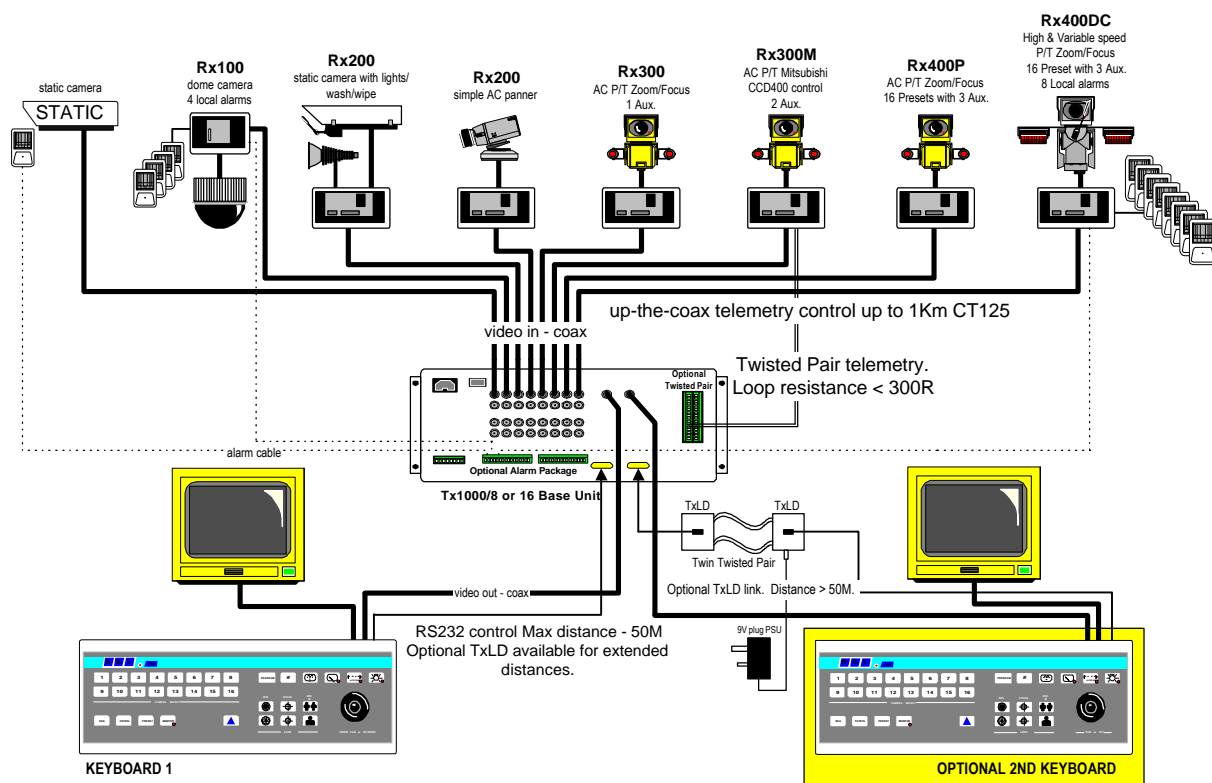 Rx400DC
High & Variable speed
P/T Zoom/Focus
16 Preset with 3 Aux.
8 Local alarms
Rx300M
AC P/T Mitsubishi
CCD400 control
2 Aux.
Rx400P
AC P/T Zoom/Focus
16 Presets with 3 Aux.
Rx300
AC P/T Zoom/Focus
1 Aux.
Rx200
simple AC panner
Rx200
static camera with lights/
wash/wipe
Rx100
dome camera
4 local alarms
static camera
STATIC
up-the-coax telemetry control up to 1Km CT125
video in - coax
Twisted Pair telemetry.
Loop resistance < 300R
Optional
Twisted Pair
alarm cable
Optional Alarm Package
Tx1000/8 or 16 Base Unit
TxLD
TxLD
Twin Twisted Pair
Optional TxLD link. Distance > 50M.
video out - coax
RS232 control Max distance - 50M
Optional TxLD available for extended
distances.
9V plug PSU
1 2 3 4 5 6 7 8
9 10 11 12 13 14 15 16
CAMERA SELECT
PROGRAM #
KEYBOARD 1
1 2 3 4 5 6 7 8
9 10 11 12 13 14 15 16
CAMERA SELECT
PROGRAM #
OPTIONAL 2ND KEYBOARD